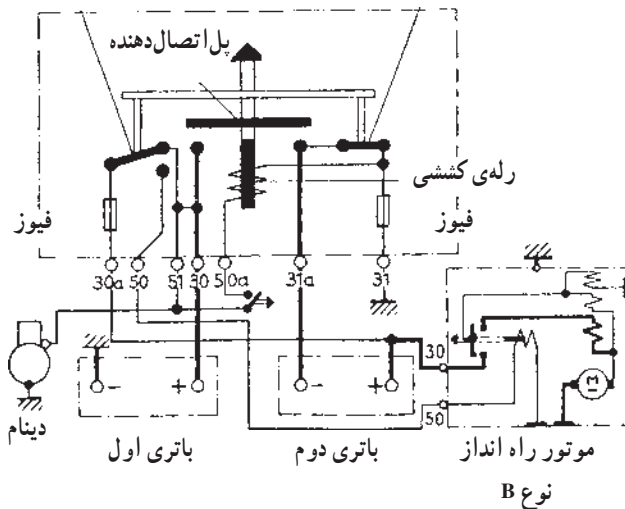 پل اتصال‌دهنده
رله‌ی کششی
فیوز
فیوز
30a 50 51 30 50a 31a 31
30
50
- +
- +
M
دینام
باتری اول
باتری دوم
موتور راه انداز
نوع B